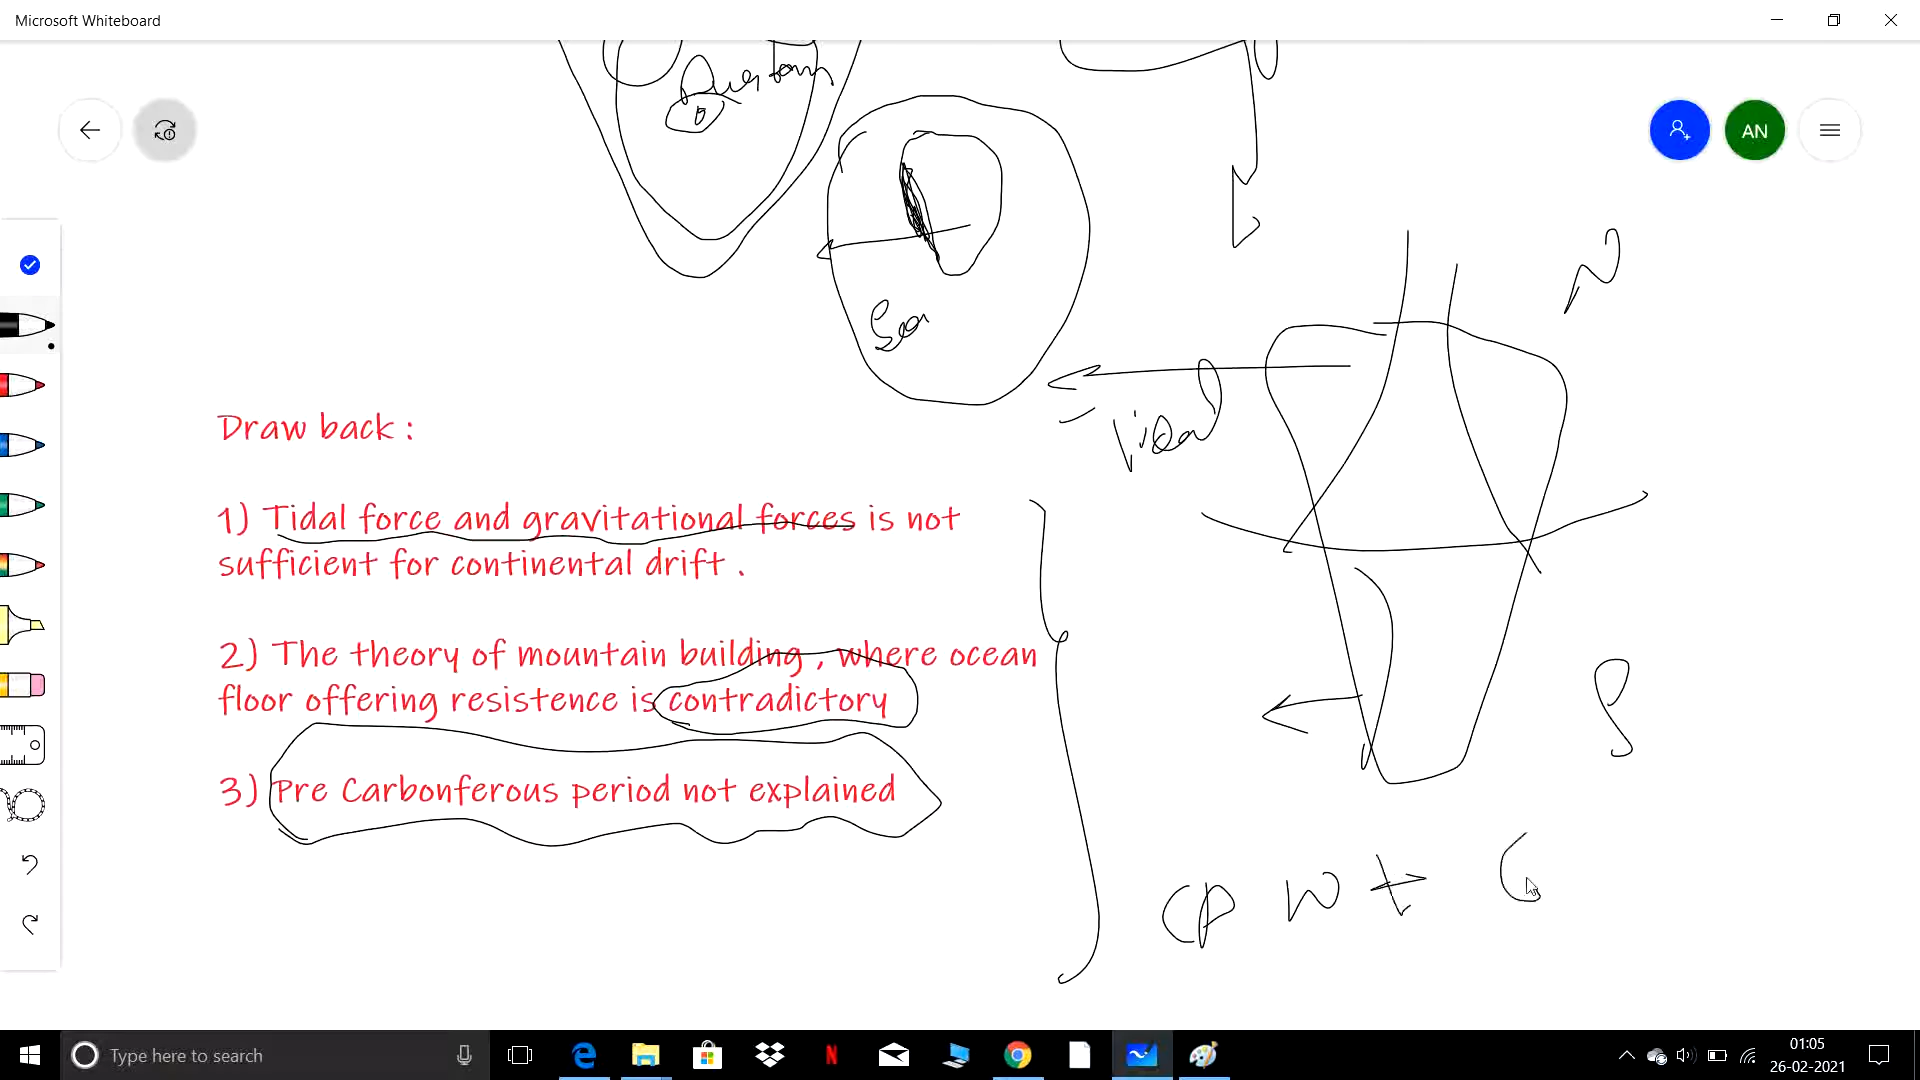 Microsoft Whiteboard
AN
Sea
N
Tidal
Draw back :
1) Tidal force and gravitational forces is not
sufficient for continental drift .
2) The theory of mountain building , where ocean
floor offering resistence is contradictory
3) Pre Carbonferous period not explained
Type here to search
01:05
26-02-2021